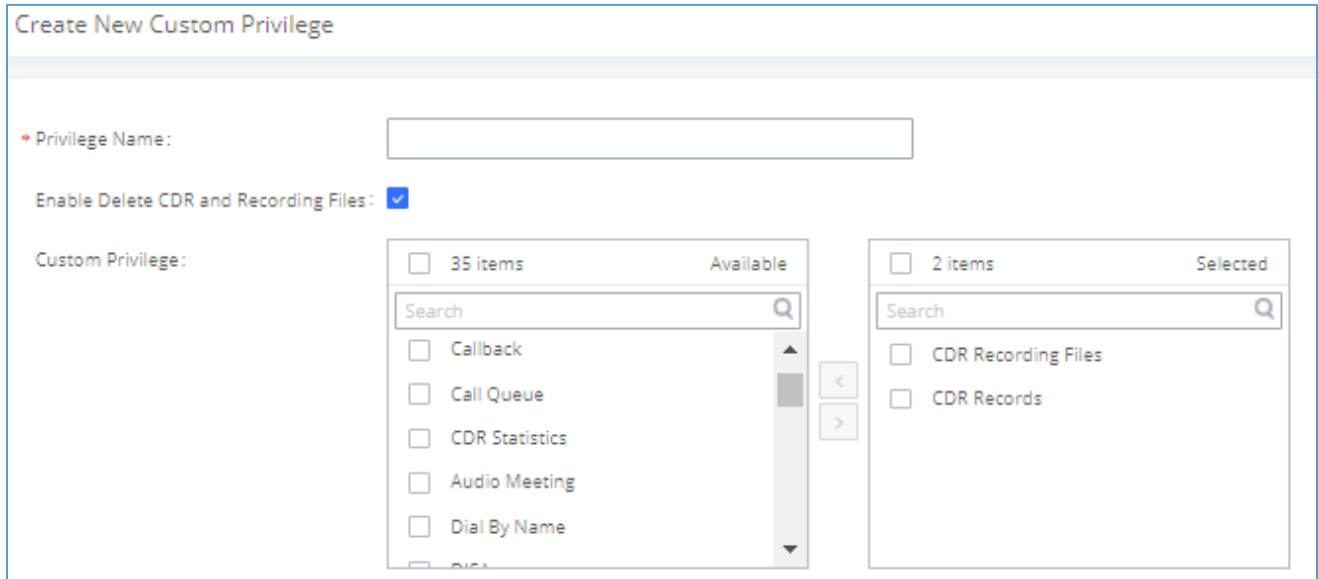 Create New Custom Privilege
* Privilege Name:
Enable Delete CDR and Recording Files:
Custom Privilege:
35 items Available
2 items Selected
Search
Search
Callback
CDR Recording Files
Call Queue
CDR Records
CDR Statistics
Audio Meeting
Dial By Name